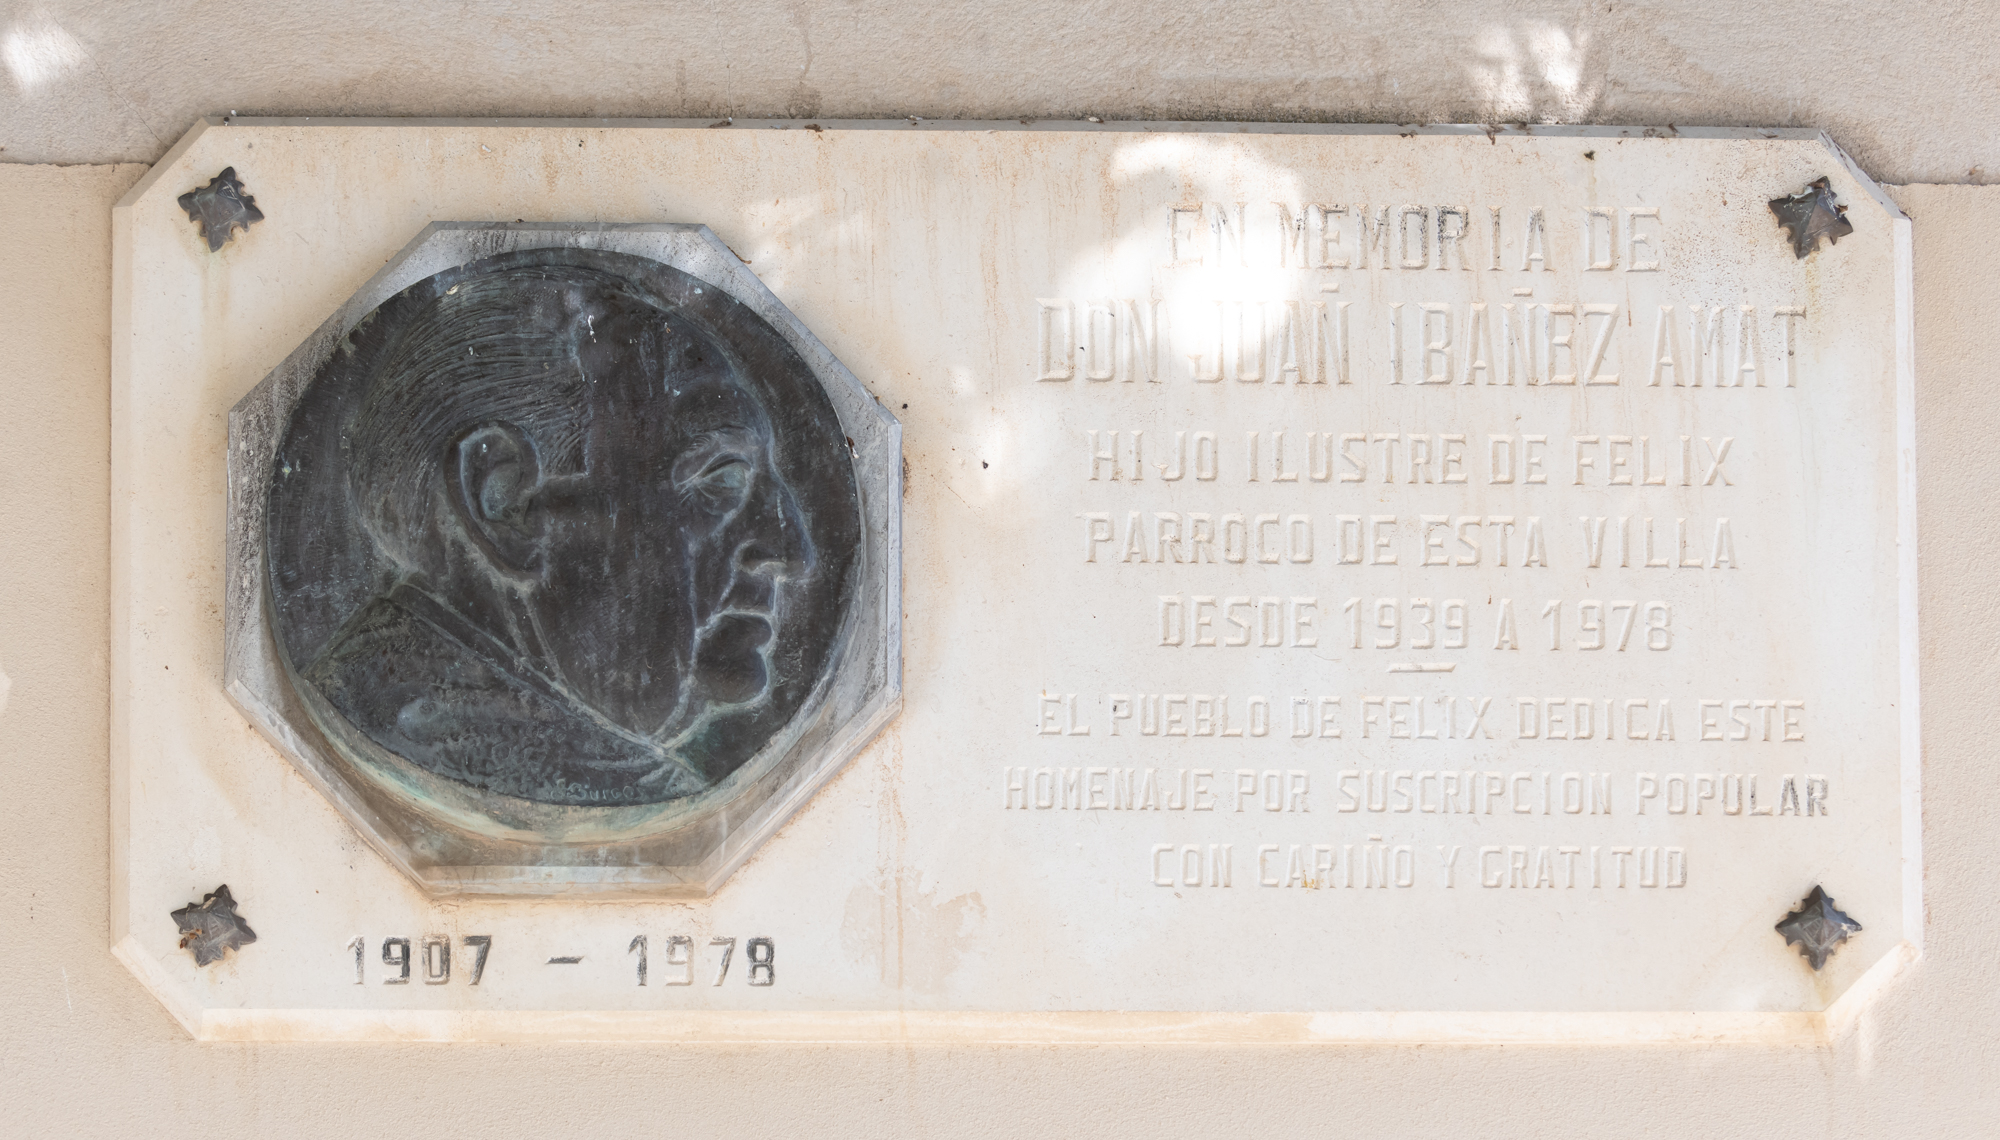 EN MEMORIA DE
DON JUAÑ IBAÑEZ AMAT
HIJO ILUSTRE DE FELIX
PARROCO DE ESTA VILLA
DESDE 1939 A 1978
EL PUEBLO DE FELIX DEDICA ESTE
HOMENAJE POR SUSCRIPCION POPULAR
CON CARIÑO Y GRATITUD
1907 - 1978